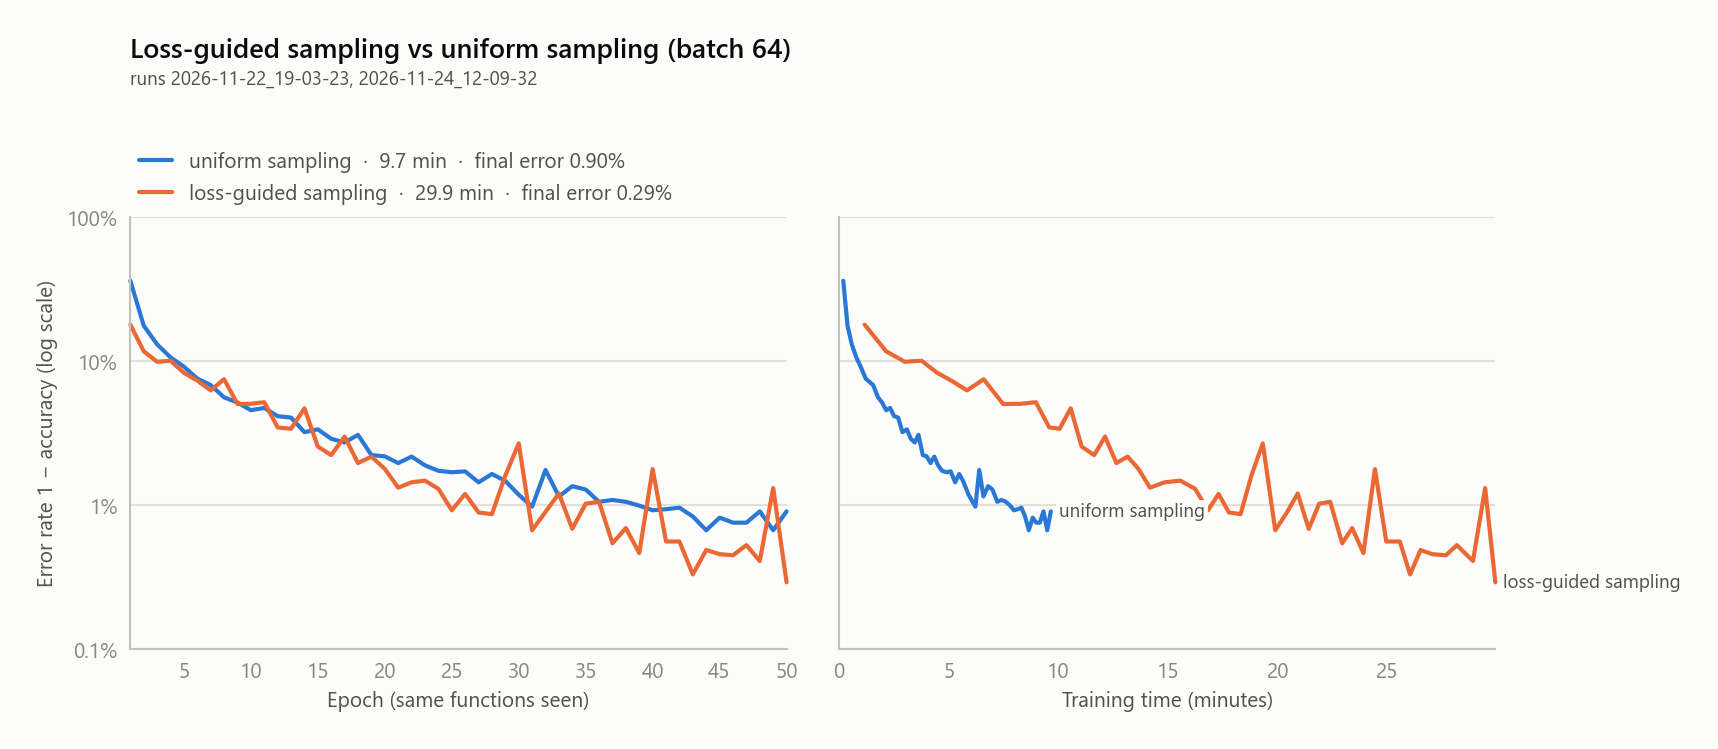 Loss-guided sampling vs uniform sampling (batch 64)
runs 2026-11-22_19-03-23, 2026-11-24_12-09-32
uniform sampling · 9.7 min · final error 0.90%
loss-guided sampling · 29.9 min · final error 0.29%
Error rate 1 − accuracy (log scale)
100%
10%
1%
0.1%
5 10 15 20 25 30 35 40 45 50
Epoch (same functions seen)
uniform sampling
loss-guided sampling
0 5 10 15 20 25
Training time (minutes)